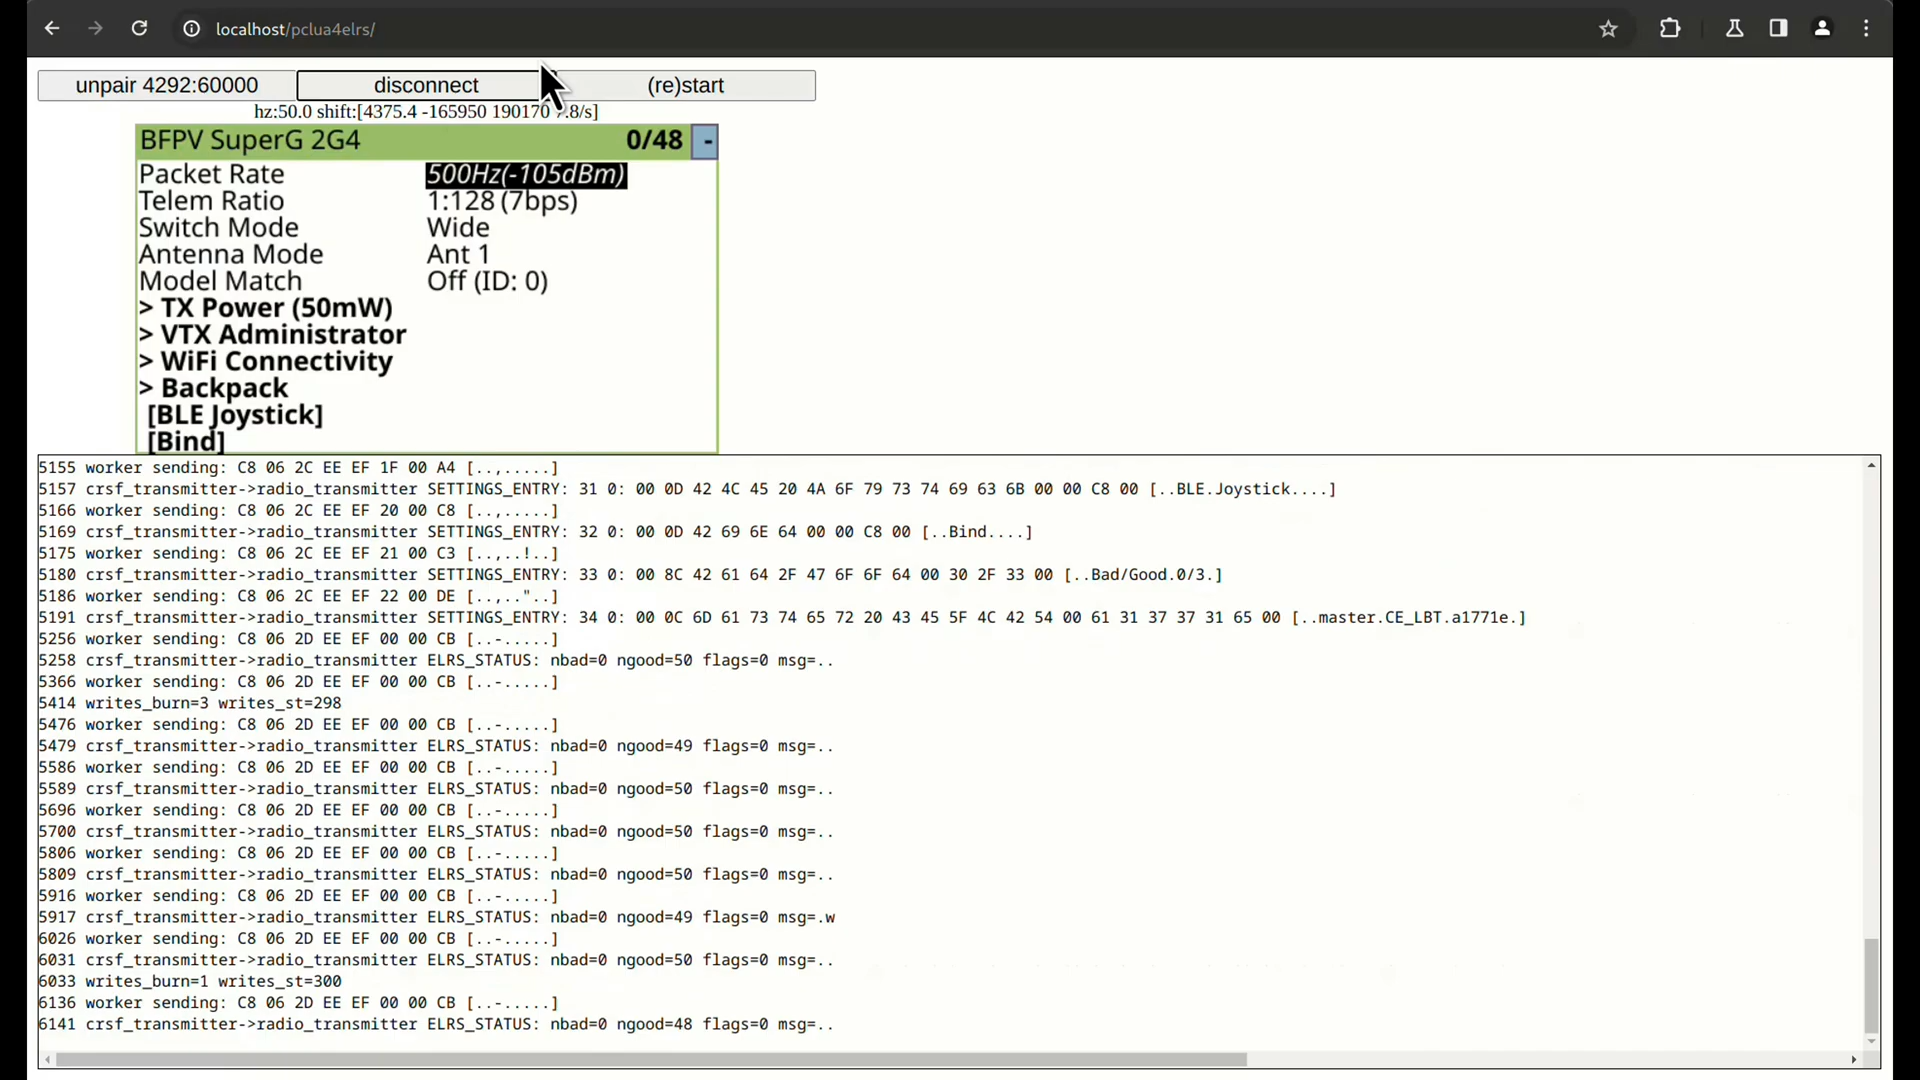 localhost/pclua4elrs/
unpair 4292:60000 disconnect (re)start
hz:50.0 shift:[4375.4 -165950 190170 7.8/s]
BFPV SuperG 2G4 0/48 -
Packet Rate 500Hz(-105dBm)
Telem Ratio 1:128 (7bps)
Switch Mode Wide
Antenna Mode Ant 1
Model Match Off (ID: 0)
> TX Power (50mW)
> VTX Administrator
> WiFi Connectivity
> Backpack
[BLE Joystick]
[Bind]
5155 worker sending: C8 06 2C EE EF 1F 00 A4 [..,.....]
5157 crsf_transmitter->radio_transmitter SETTINGS_ENTRY: 31 0: 00 0D 42 4C 45 20 4A 6F 79 73 74 69 63 6B 00 00 C8 00 [..BLE.Joystick....]
5166 worker sending: C8 06 2C EE EF 20 00 C8 [..,.....]
5169 crsf_transmitter->radio_transmitter SETTINGS_ENTRY: 32 0: 00 0D 42 69 6E 64 00 00 C8 00 [..Bind....]
5175 worker sending: C8 06 2C EE EF 21 00 C3 [..,..!..]
5180 crsf_transmitter->radio_transmitter SETTINGS_ENTRY: 33 0: 00 8C 42 61 64 2F 47 6F 6F 64 00 30 2F 33 00 [..Bad/Good.0/3.]
5186 worker sending: C8 06 2C EE EF 22 00 DE [..,..."..]
5191 crsf_transmitter->radio_transmitter SETTINGS_ENTRY: 34 0: 00 0C 6D 61 73 74 65 72 20 43 45 5F 4C 42 54 00 61 31 37 37 31 65 00 [..master.CE_LBT.a1771e.]
5256 worker sending: C8 06 2D EE EF 00 00 CB [..-.....]
5258 crsf_transmitter->radio_transmitter ELRS_STATUS: nbad=0 ngood=50 flags=0 msg=..
5366 worker sending: C8 06 2D EE EF 00 00 CB [..-.....]
5414 writes_burn=3 writes_st=298
5476 worker sending: C8 06 2D EE EF 00 00 CB [..-.....]
5479 crsf_transmitter->radio_transmitter ELRS_STATUS: nbad=0 ngood=49 flags=0 msg=..
5586 worker sending: C8 06 2D EE EF 00 00 CB [..-.....]
5589 crsf_transmitter->radio_transmitter ELRS_STATUS: nbad=0 ngood=50 flags=0 msg=..
5696 worker sending: C8 06 2D EE EF 00 00 CB [..-.....]
5700 crsf_transmitter->radio_transmitter ELRS_STATUS: nbad=0 ngood=50 flags=0 msg=..
5806 worker sending: C8 06 2D EE EF 00 00 CB [..-.....]
5809 crsf_transmitter->radio_transmitter ELRS_STATUS: nbad=0 ngood=50 flags=0 msg=..
5916 worker sending: C8 06 2D EE EF 00 00 CB [..-.....]
5917 crsf_transmitter->radio_transmitter ELRS_STATUS: nbad=0 ngood=49 flags=0 msg=.w
6026 worker sending: C8 06 2D EE EF 00 00 CB [..-.....]
6031 crsf_transmitter->radio_transmitter ELRS_STATUS: nbad=0 ngood=50 flags=0 msg=..
6033 writes_burn=1 writes_st=300
6136 worker sending: C8 06 2D EE EF 00 00 CB [..-.....]
6141 crsf_transmitter->radio_transmitter ELRS_STATUS: nbad=0 ngood=48 flags=0 msg=..